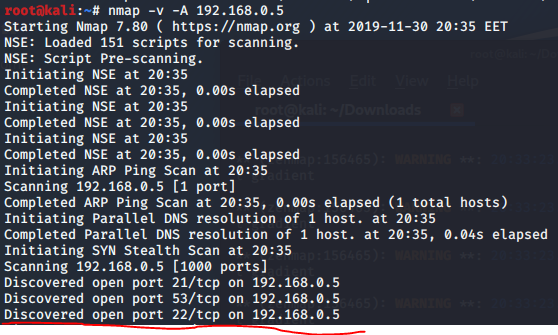 root@kali:~# nmap -v -A 192.168.0.5
Starting Nmap 7.80 ( https://nmap.org ) at 2019-11-30 20:35 EET
NSE: Loaded 151 scripts for scanning.
NSE: Script Pre-scanning.
Initiating NSE at 20:35
Completed NSE at 20:35, 0.00s elapsed
Initiating NSE at 20:35
Completed NSE at 20:35, 0.00s elapsed
Initiating NSE at 20:35
Completed NSE at 20:35, 0.00s elapsed
Initiating ARP Ping Scan at 20:35
Scanning 192.168.0.5 [1 port]
Completed ARP Ping Scan at 20:35, 0.00s elapsed (1 total hosts)
Initiating Parallel DNS resolution of 1 host. at 20:35
Completed Parallel DNS resolution of 1 host. at 20:35, 0.04s elapsed
Initiating SYN Stealth Scan at 20:35
Scanning 192.168.0.5 [1000 ports]
Discovered open port 21/tcp on 192.168.0.5
Discovered open port 53/tcp on 192.168.0.5
Discovered open port 22/tcp on 192.168.0.5
File Actions Edit View Help
root@kali: ~/Downloads